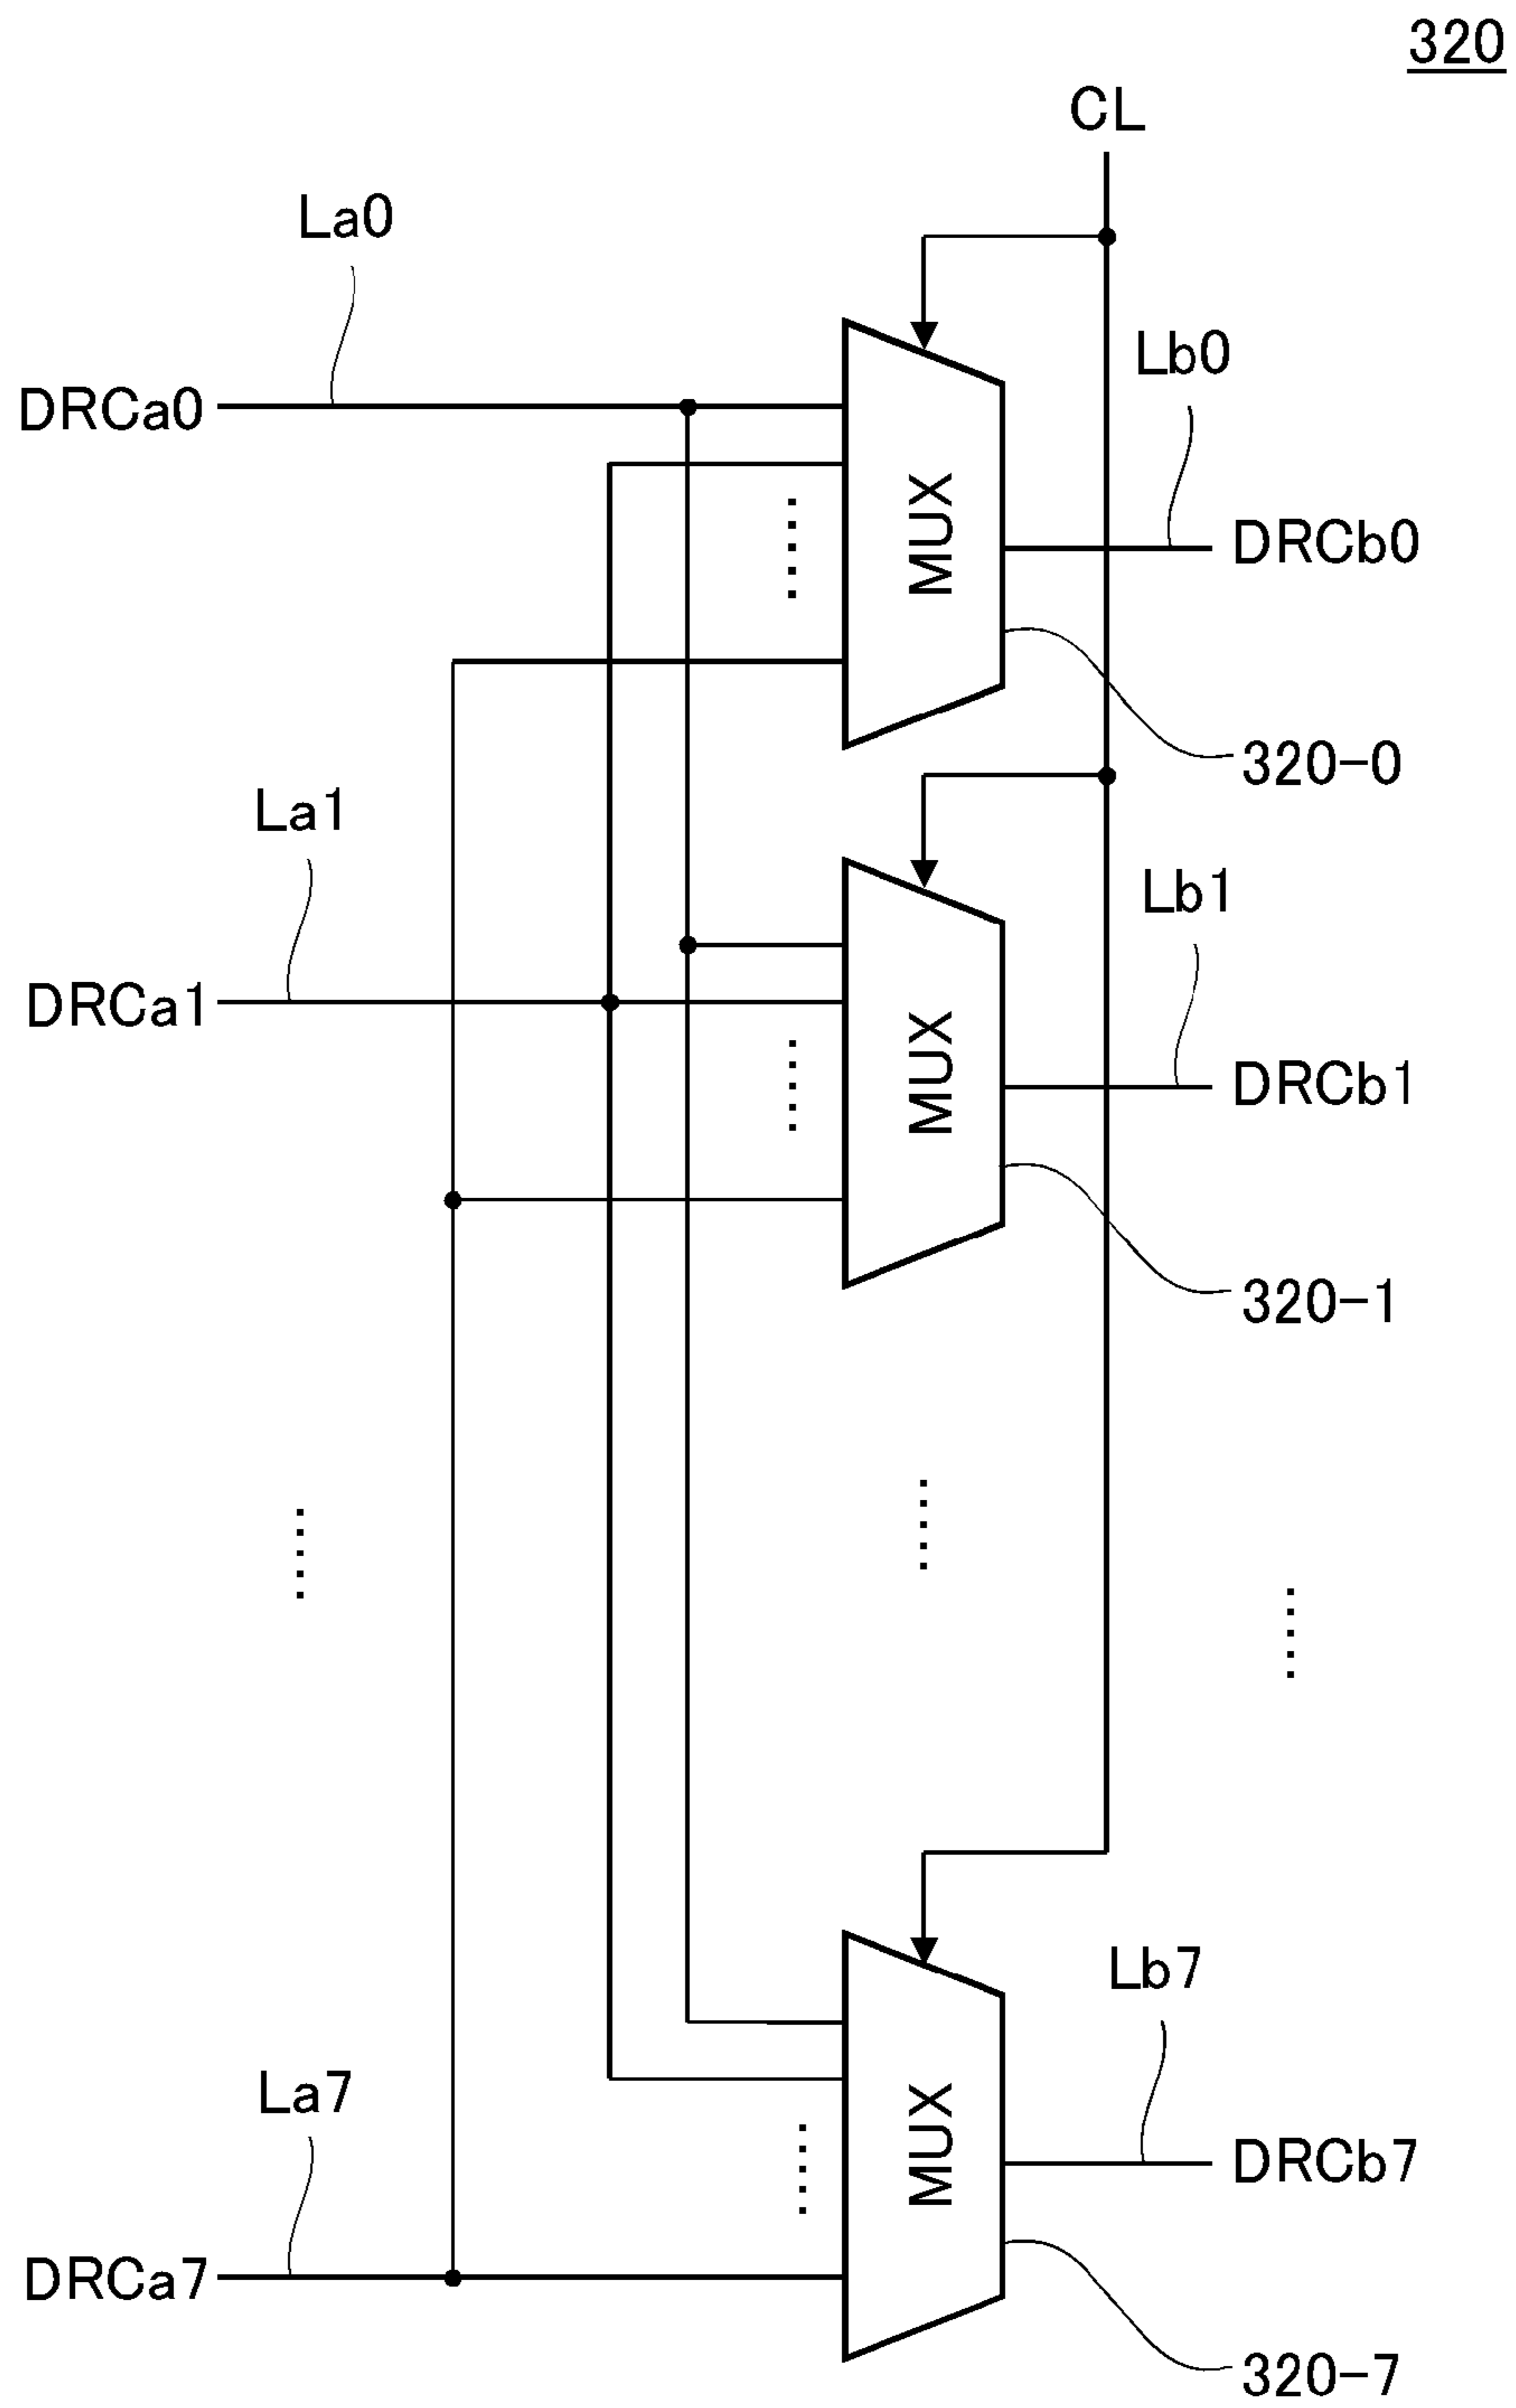 320
CL
La0
Lb0
DRCa0
MUX
DRCb0
320-0
La1
Lb1
DRCa1
MUX
DRCb1
320-1
Lb7
La7
MUX
DRCb7
DRCa7
320-7